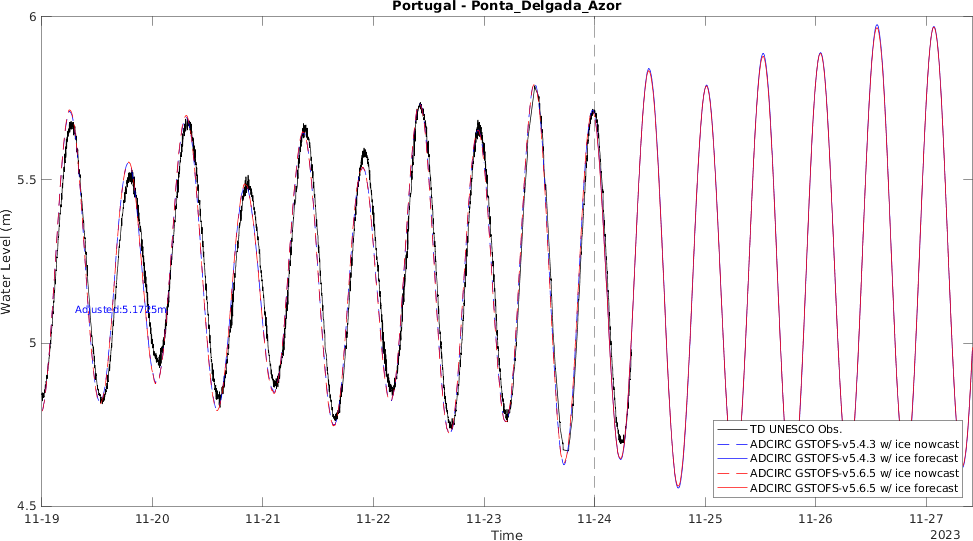 Portugal - Ponta_Delgada_Azor
6
5.5
5
4.5
Water Level (m)
Adjusted:5.1725m
TD UNESCO Obs.
ADCIRC GSTOFS-v5.4.3 w/ ice nowcast
ADCIRC GSTOFS-v5.4.3 w/ ice forecast
ADCIRC GSTOFS-v5.6.5 w/ ice nowcast
ADCIRC GSTOFS-v5.6.5 w/ ice forecast
11-19 11-20 11-21 11-22 11-23 11-24 11-25 11-26 11-27
Time
2023